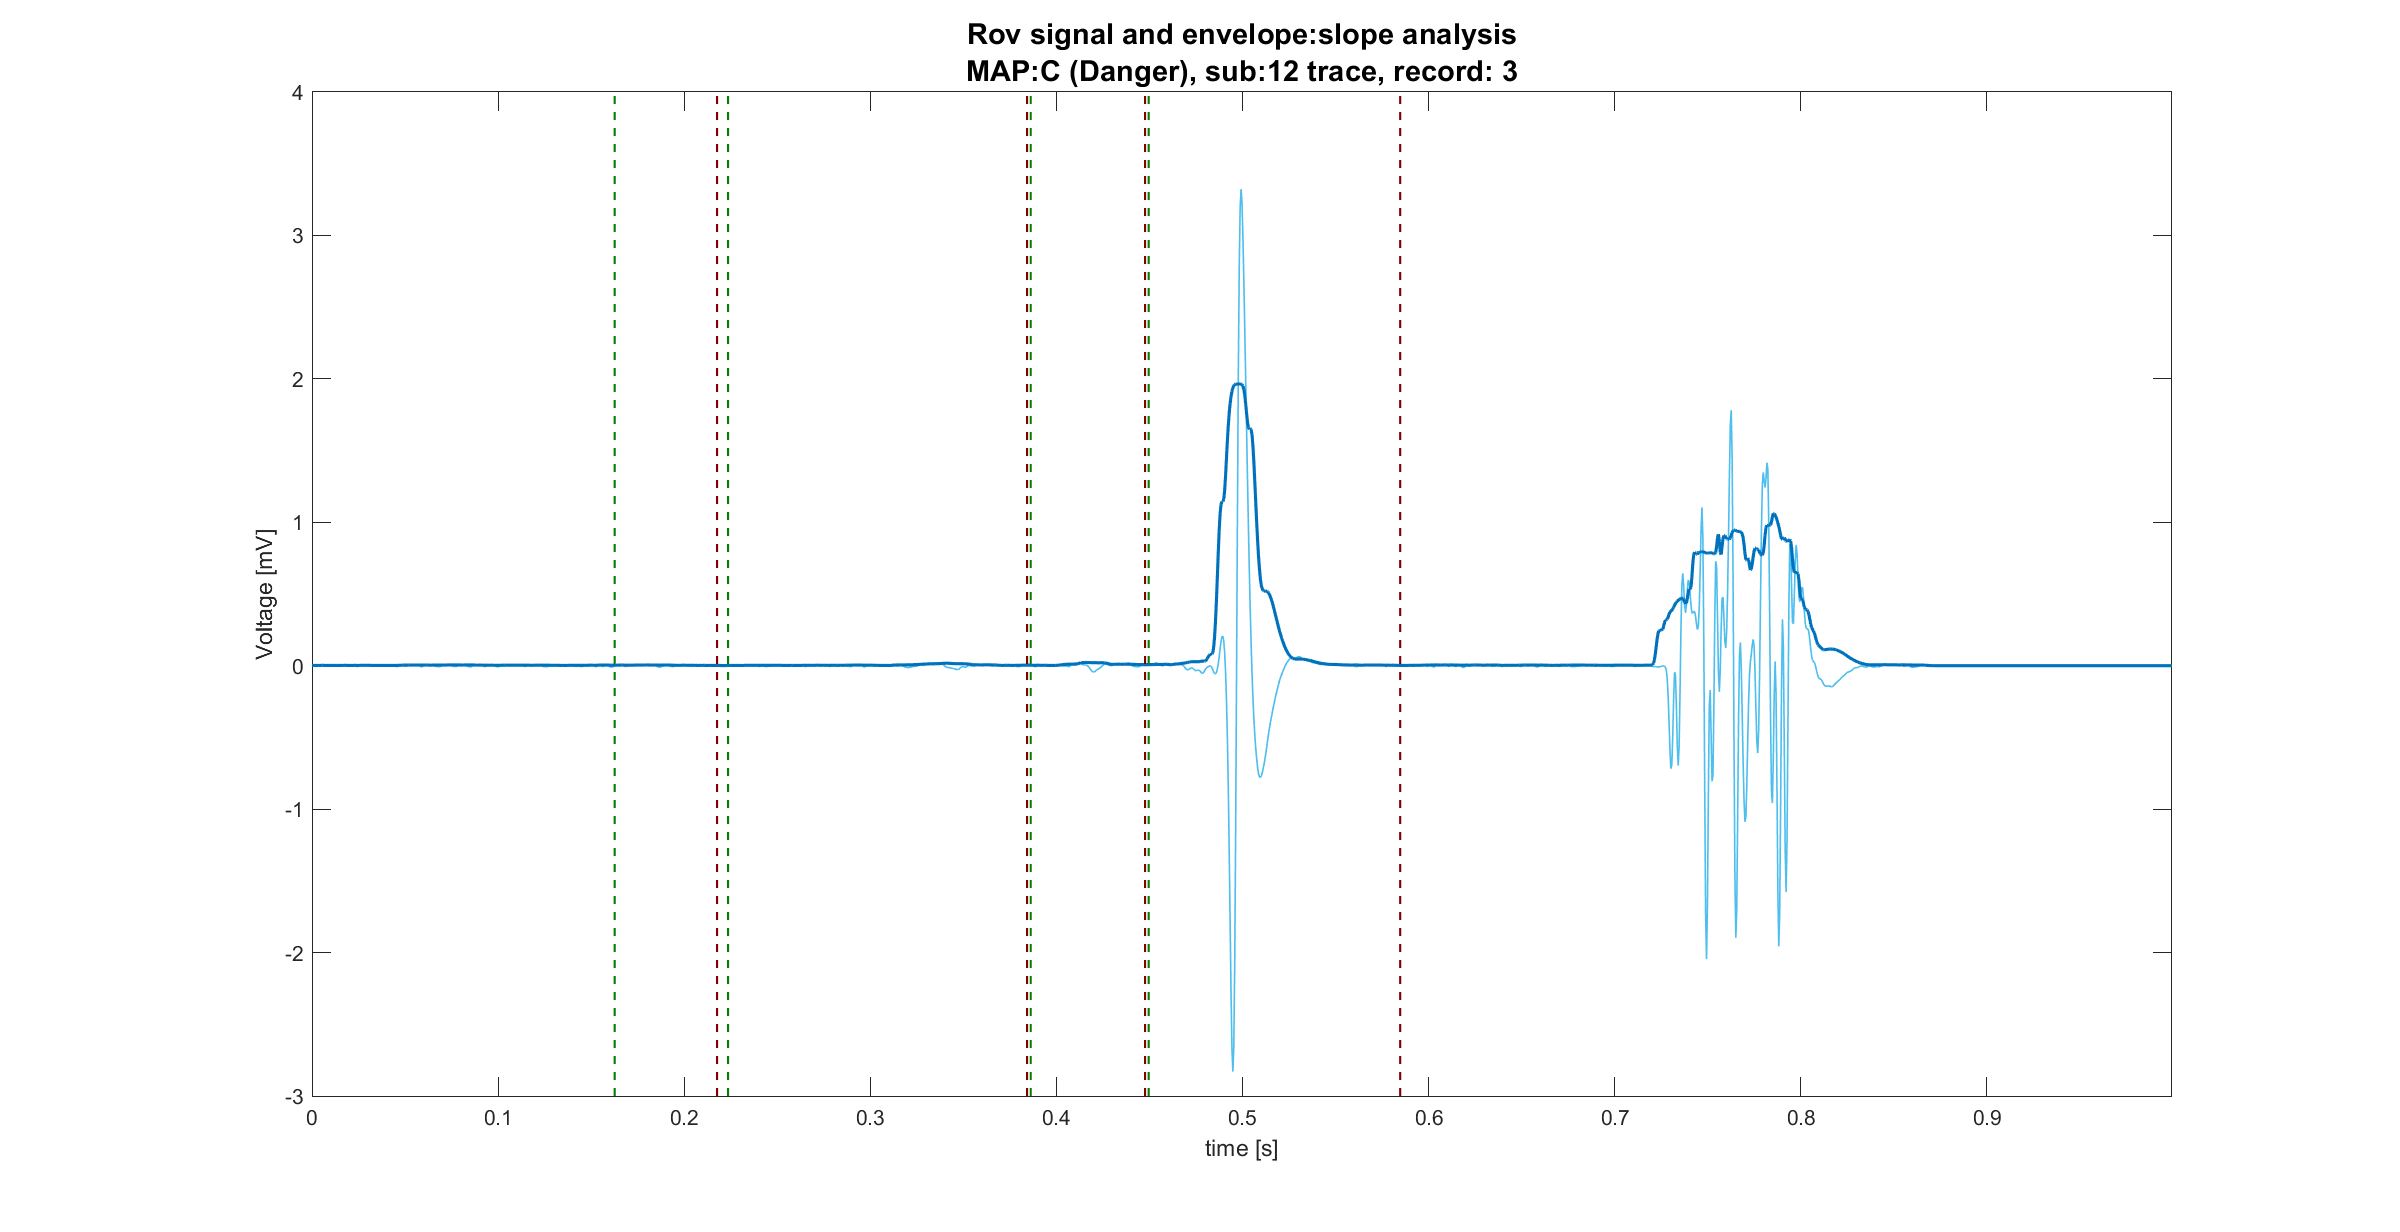 Rov signal and envelope:slope analysis
MAP:C (Danger), sub:12 trace, record: 3
4
3
2
1
0
-1
-2
-3
Voltage [mV]
0 0.1 0.2 0.3 0.4 0.5 0.6 0.7 0.8 0.9
time [s]